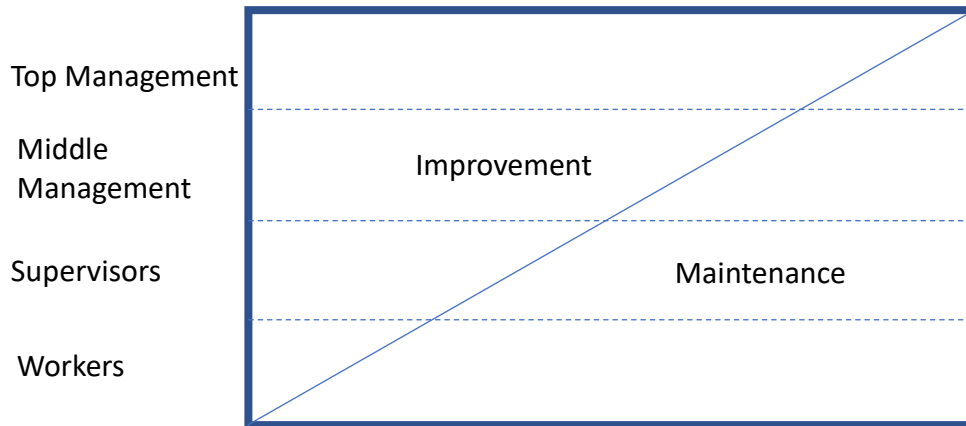 Top Management
Middle
Management
Improvement
Supervisors
Maintenance
Workers